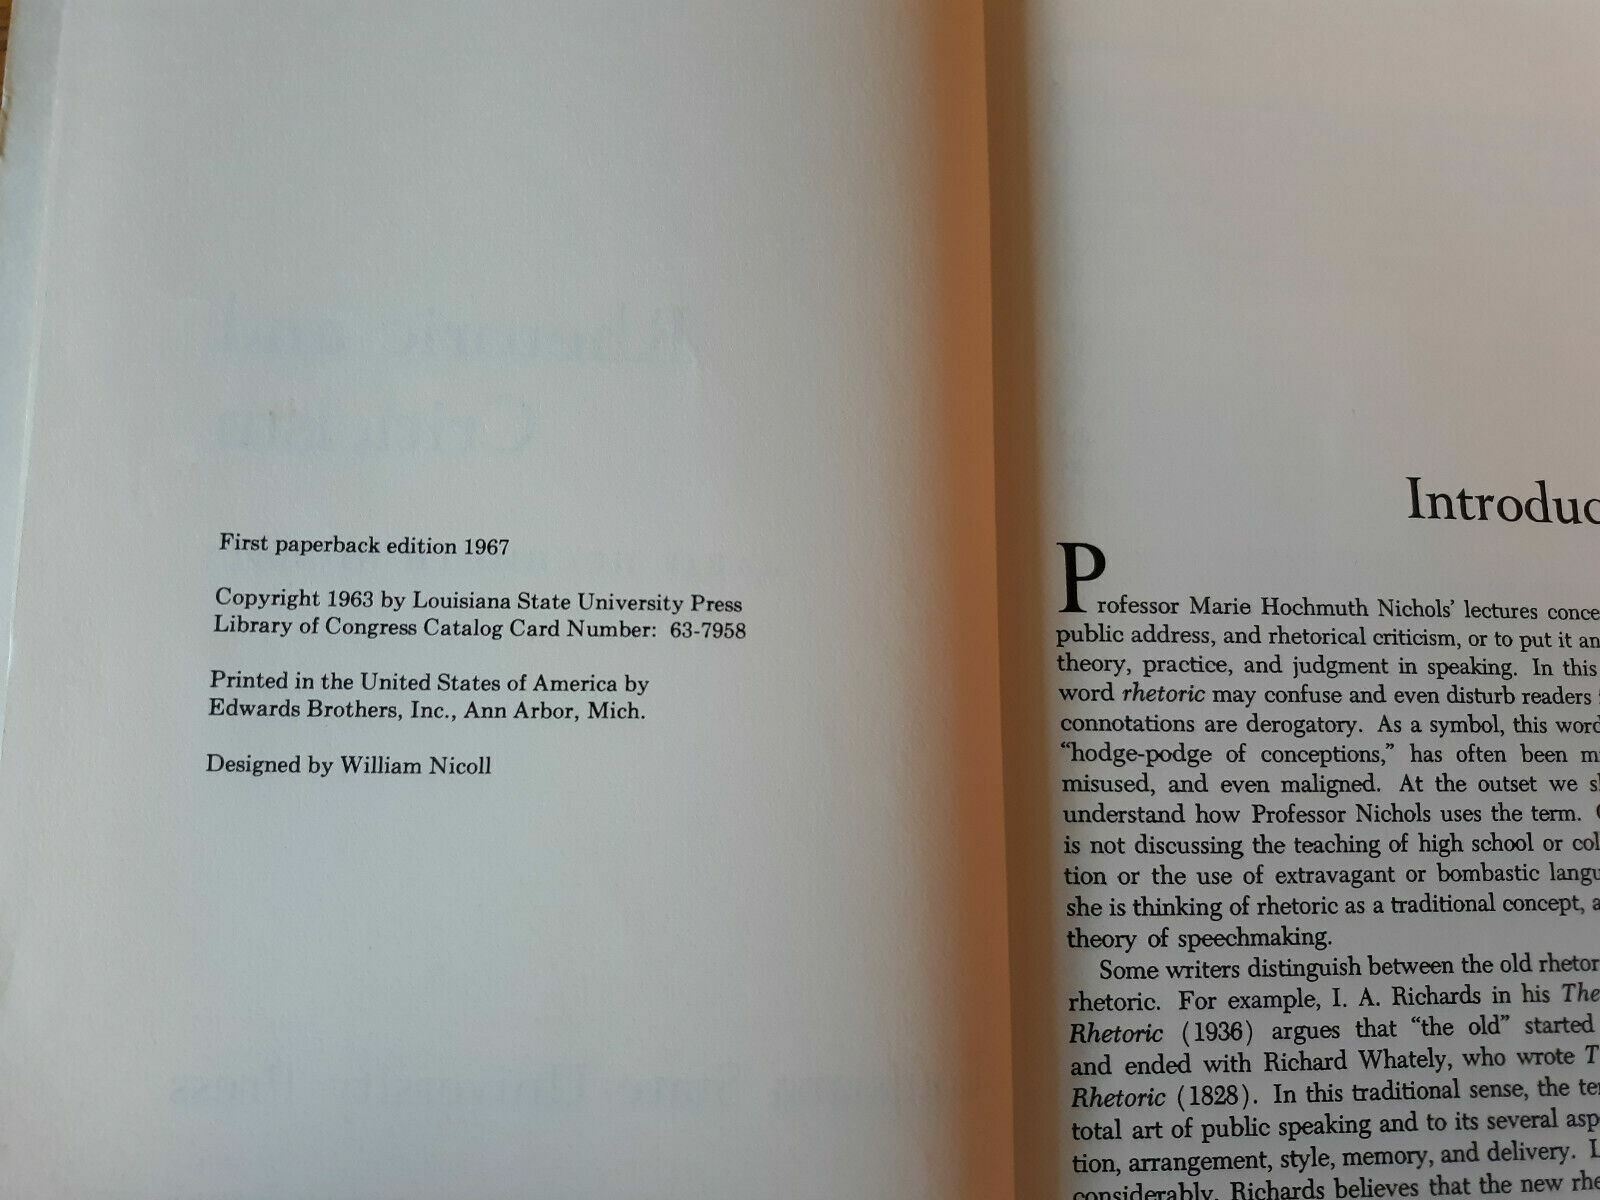 First paperback edition 1967
Copyright 1963 by Louisiana State University Press
Library of Congress Catalog Card Number: 63-7958
Printed in the United States of America by
Edwards Brothers, Inc., Ann Arbor, Mich.
Designed by William Nicoll
Introduc
Professor Marie Hochmuth Nichols' lectures conce
public address, and rhetorical criticism, or to put it an
theory, practice, and judgment in speaking. In this
word rhetoric may confuse and even disturb readers
connotations are derogatory. As a symbol, this word
"hodge-podge of conceptions," has often been mi
misused, and even maligned. At the outset we s
understand how Professor Nichols uses the term.
is not discussing the teaching of high school or col
tion or the use of extravagant or bombastic langu
she is thinking of rhetoric as a traditional concept, a
theory of speechmaking.
Some writers distinguish between the old rhetor
rhetoric. For example, I. A. Richards in his The
Rhetoric (1936) argues that "the old" started
and ended with Richard Whately, who wrote T
Rhetoric (1828). In this traditional sense, the te
total art of public speaking and to its several asp
tion, arrangement, style, memory, and delivery. L
considerably, Richards believes that the new rhe